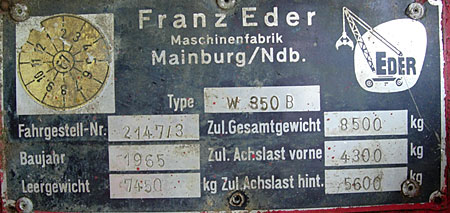 Franz Eder
Maschinenfabrik
Mainburg/Ndb.
EDER
Type W 350 B
Fahrgestell-Nr. 2147/3 Zul.Gesamtgewicht 8500 kg
Baujahr 1965 Zul. Achslast vorne 4300 kg
Leergewicht 7450 kg Zul Achslast hint. 5600 kg